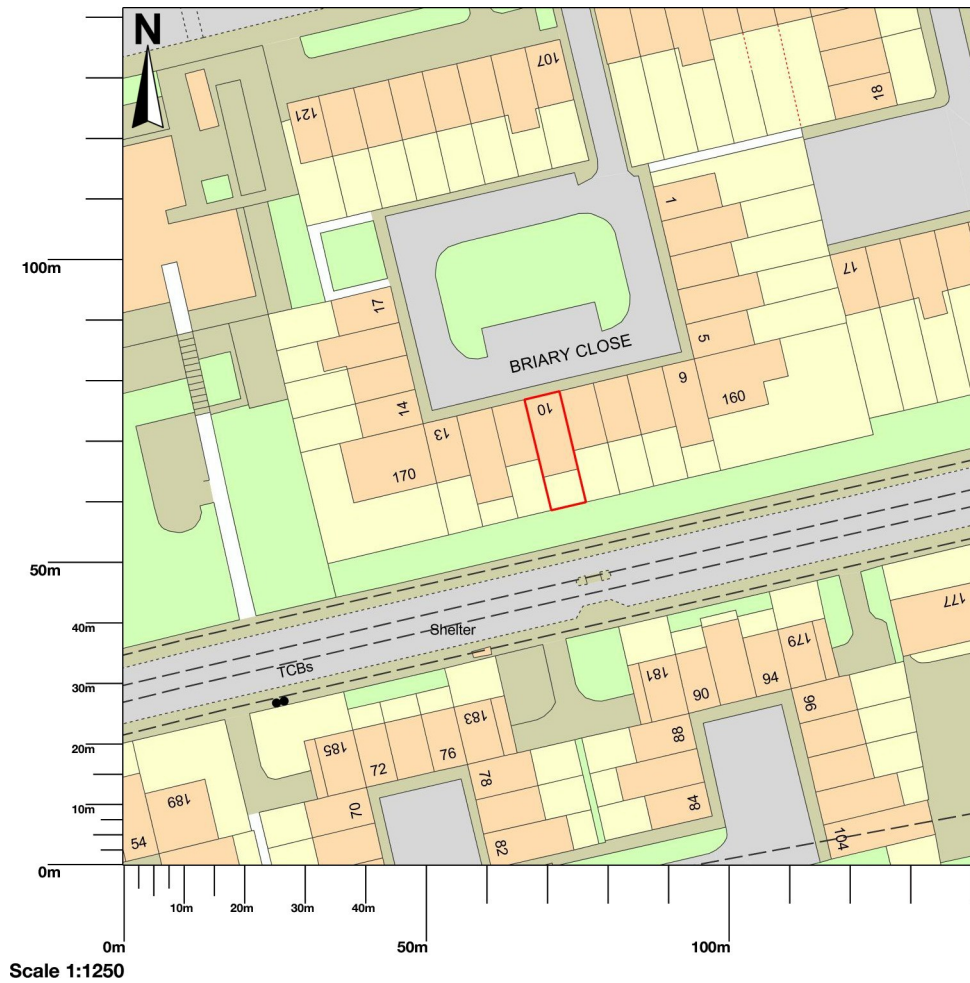 N
107
121
18
1
17
100m
17
5
BRIARY CLOSE
9
160
10
14
13
170
50m
40m
Shelter
177
30m
TCBs
179
181
94
90
96
183
185
88
20m
76
72
78
189
84
70
10m
104
54
82
0m
10m
20m
30m
40m
0m
50m
100m
Scale 1:1250